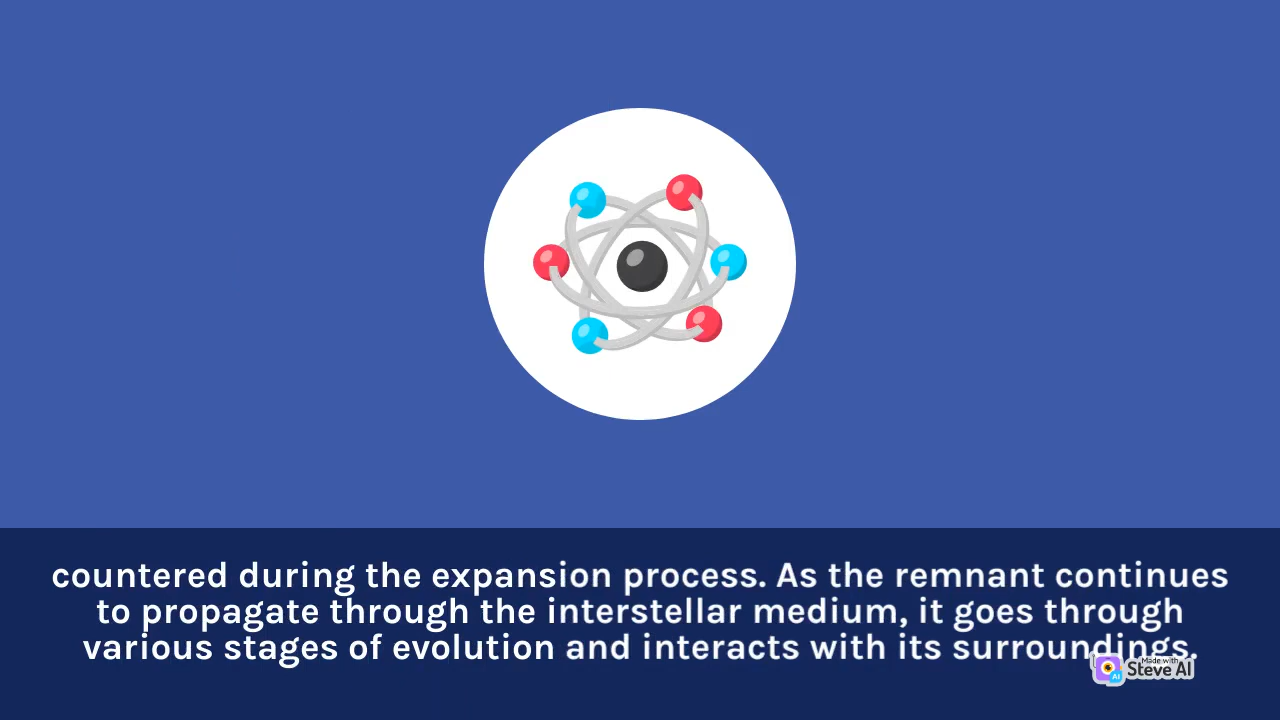 countered during the expansion process. As the remnant continues
to propagate through the interstellar medium, it goes through
various stages of evolution and interacts with its surroundings.
Made with
Steve AI
AI